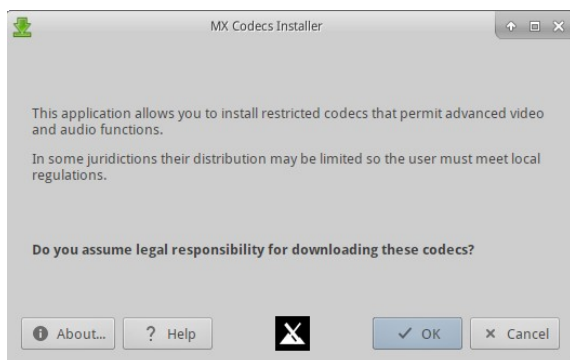 MX Codecs Installer
This application allows you to install restricted codecs that permit advanced video
and audio functions.
In some juridictions their distribution may be limited so the user must meet local
regulations.
Do you assume legal responsibility for downloading these codecs?
About... ? Help OK Cancel